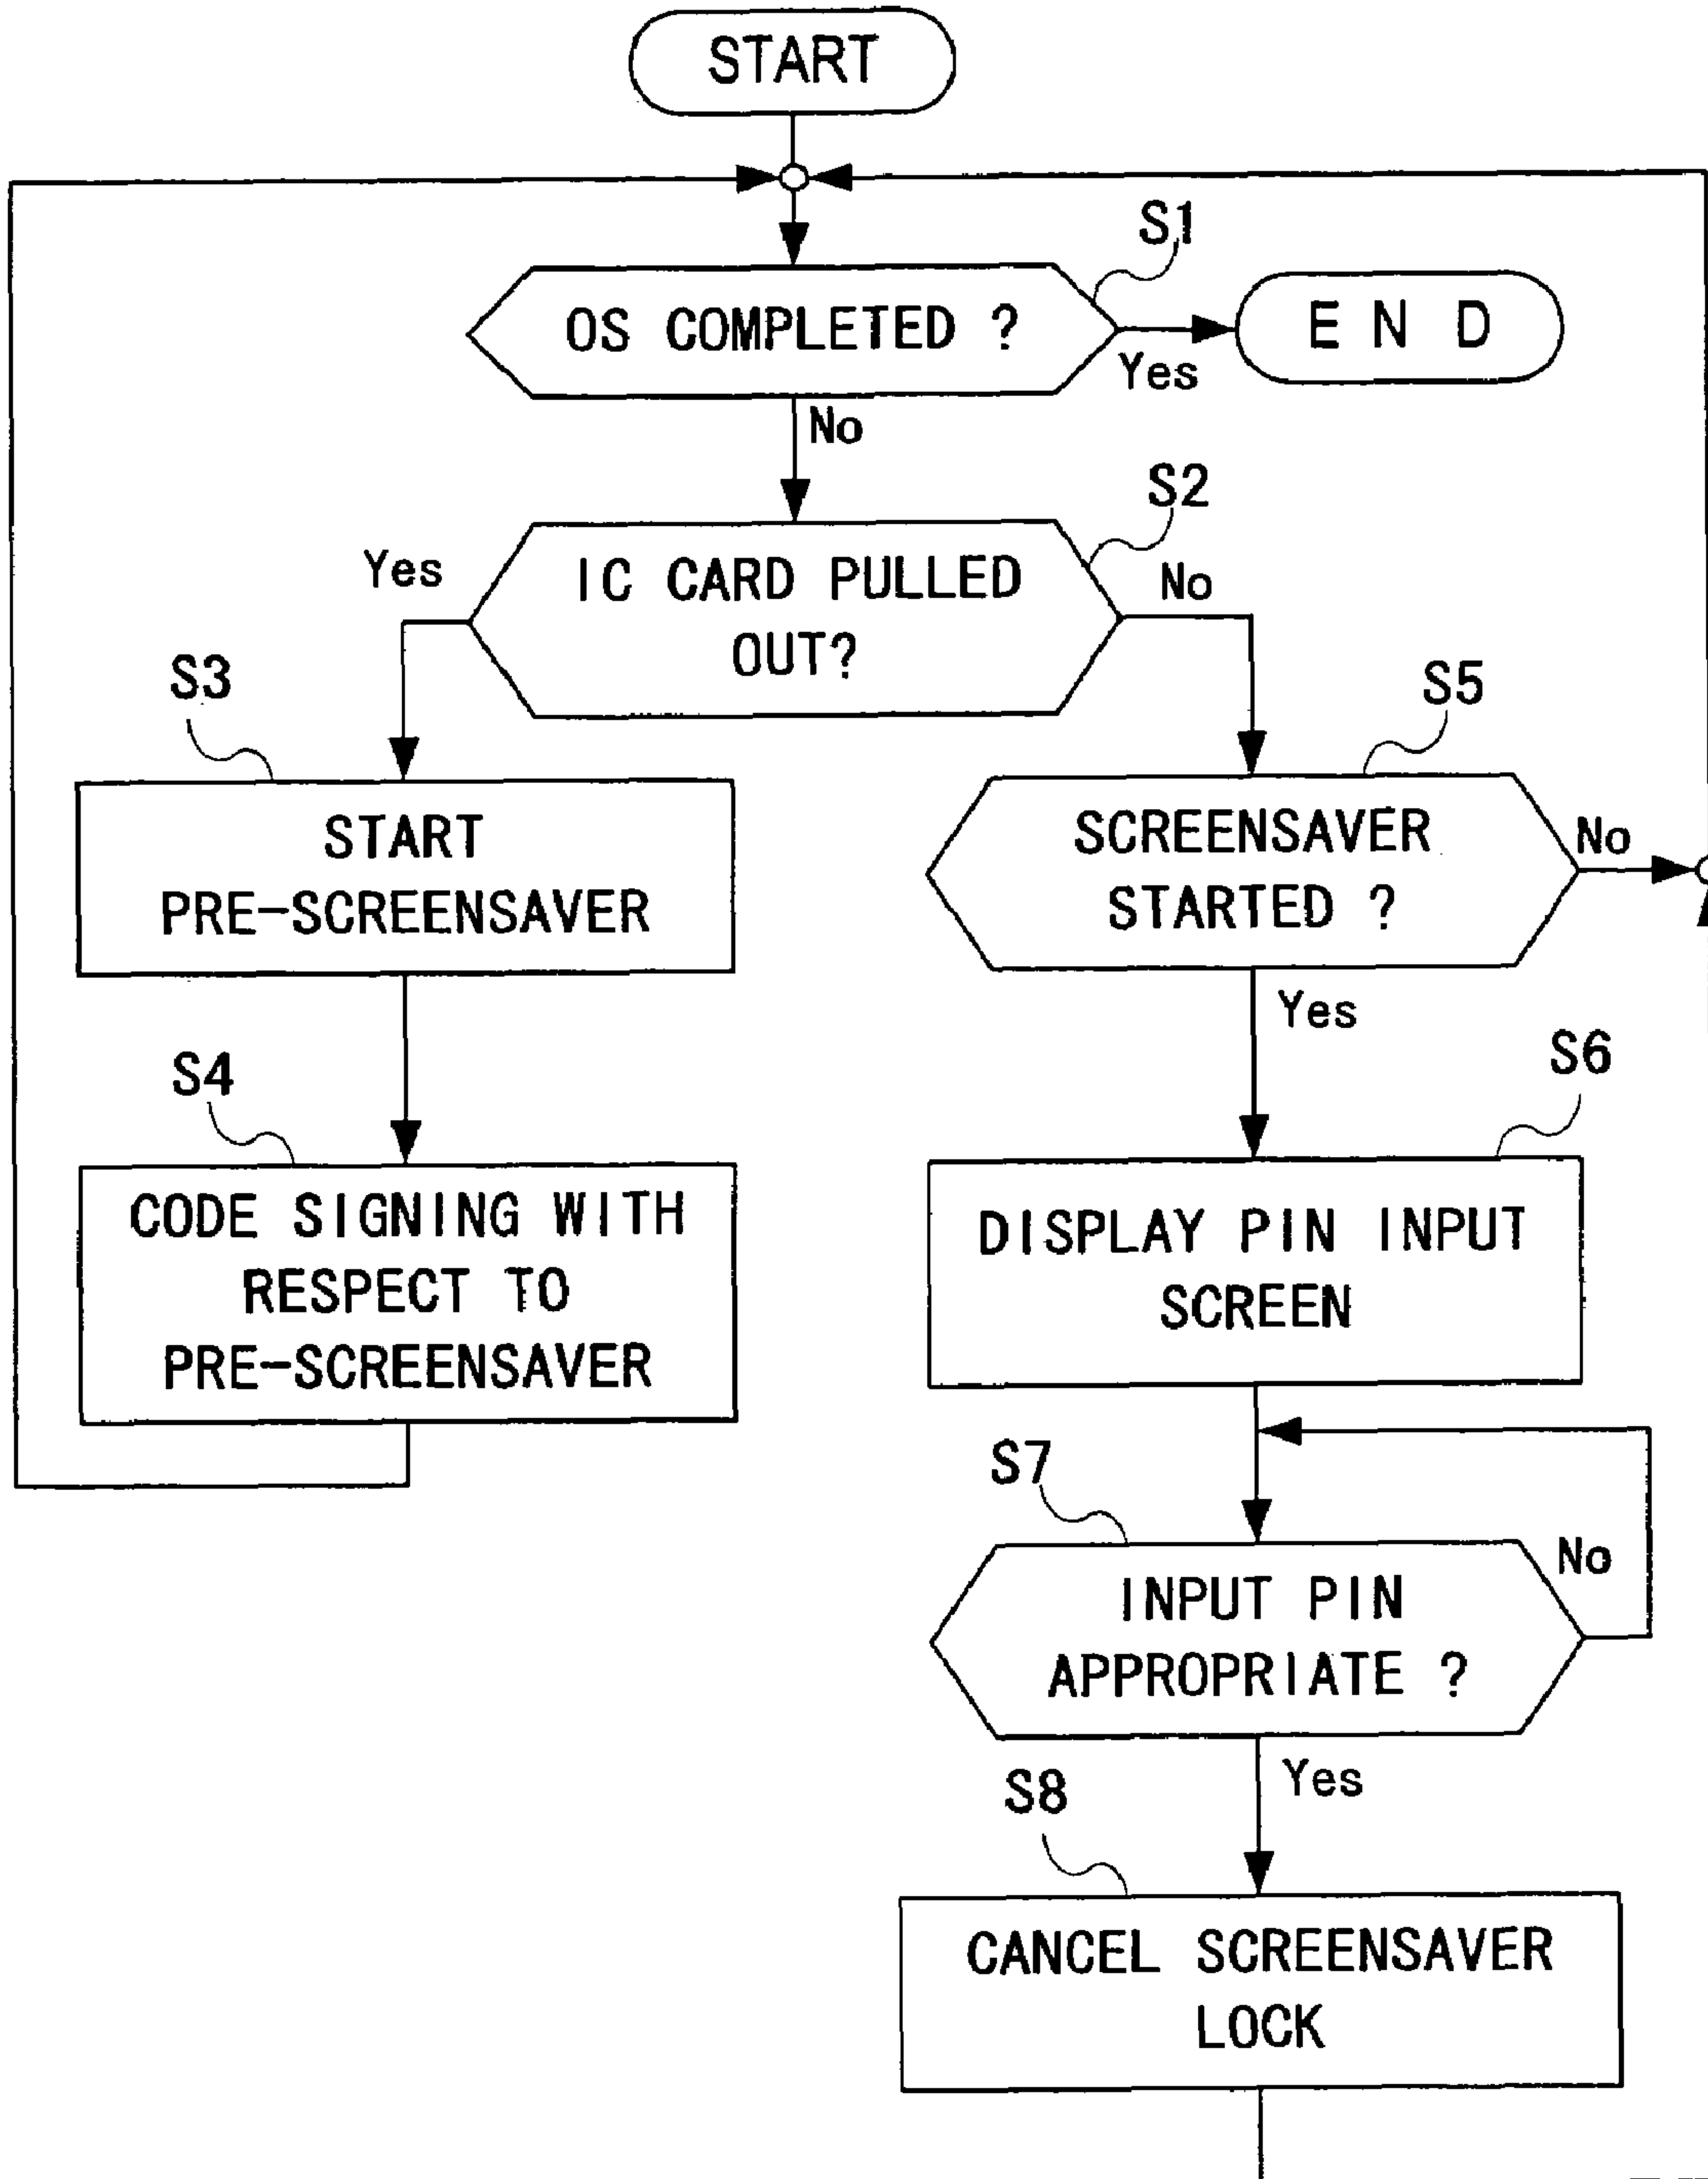 START
S1
OS COMPLETED ?
E N D
Yes
No
S2
Yes
IC CARD PULLED
OUT?
No
S3
S5
START
PRE-SCREENSAVER
SCREENSAVER
STARTED ?
No
Yes
S4
S6
CODE SIGNING WITH
RESPECT TO
PRE-SCREENSAVER
DISPLAY PIN INPUT
SCREEN
S7
No
INPUT PIN
APPROPRIATE ?
Yes
S8
CANCEL SCREENSAVER
LOCK